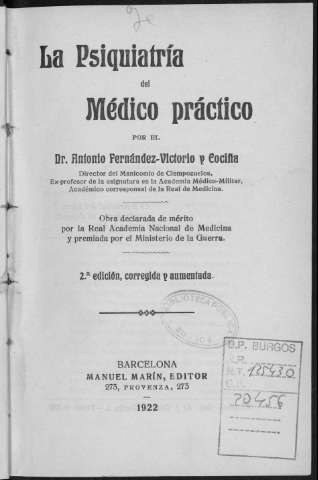 La Psiquiatría
del
Médico práctico
POR EL
Dr. Antonio Fernández-Victorio y Cociña
Director del Manicomio de Ciempozuelos,
Ex-profesor de la asignatura en la Academia Médico-Militar,
Académico corresponsal de la Real de Medicina.
Obra declarada de mérito
por la Real Academia Nacional de Medicina
y premiada por el Ministerio de la Guerra.
2.ª edición, corregida y aumentada.
BIBLIOTECA
BARCELONA
MANUEL MARÍN, EDITOR
273, PROVENZA, 273
1922
B.P. BURGOS
N.T. 125430
20456